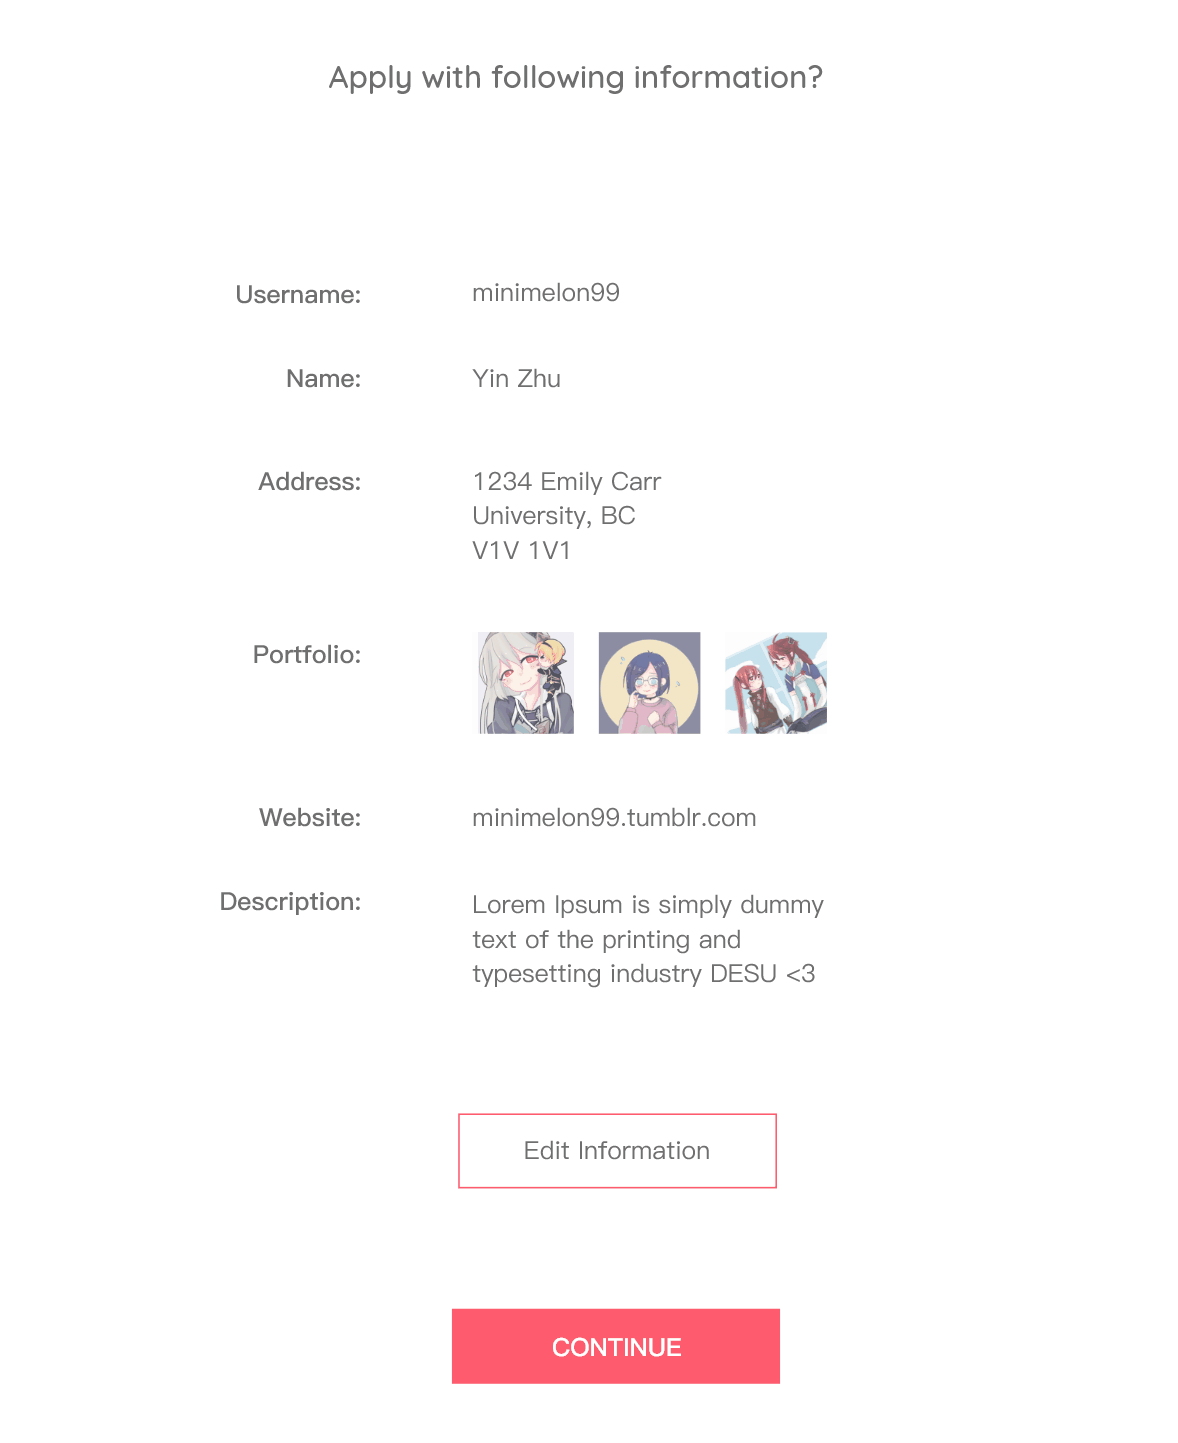 Apply with following information?
Username: minimelon99
Name: Yin Zhu
Address: 1234 Emily Carr
University, BC
V1V 1V1
Portfolio:
Website: minimelon99.tumblr.com
Description: Lorem Ipsum is simply dummy
text of the printing and
typesetting industry DESU <3
Edit Information
CONTINUE